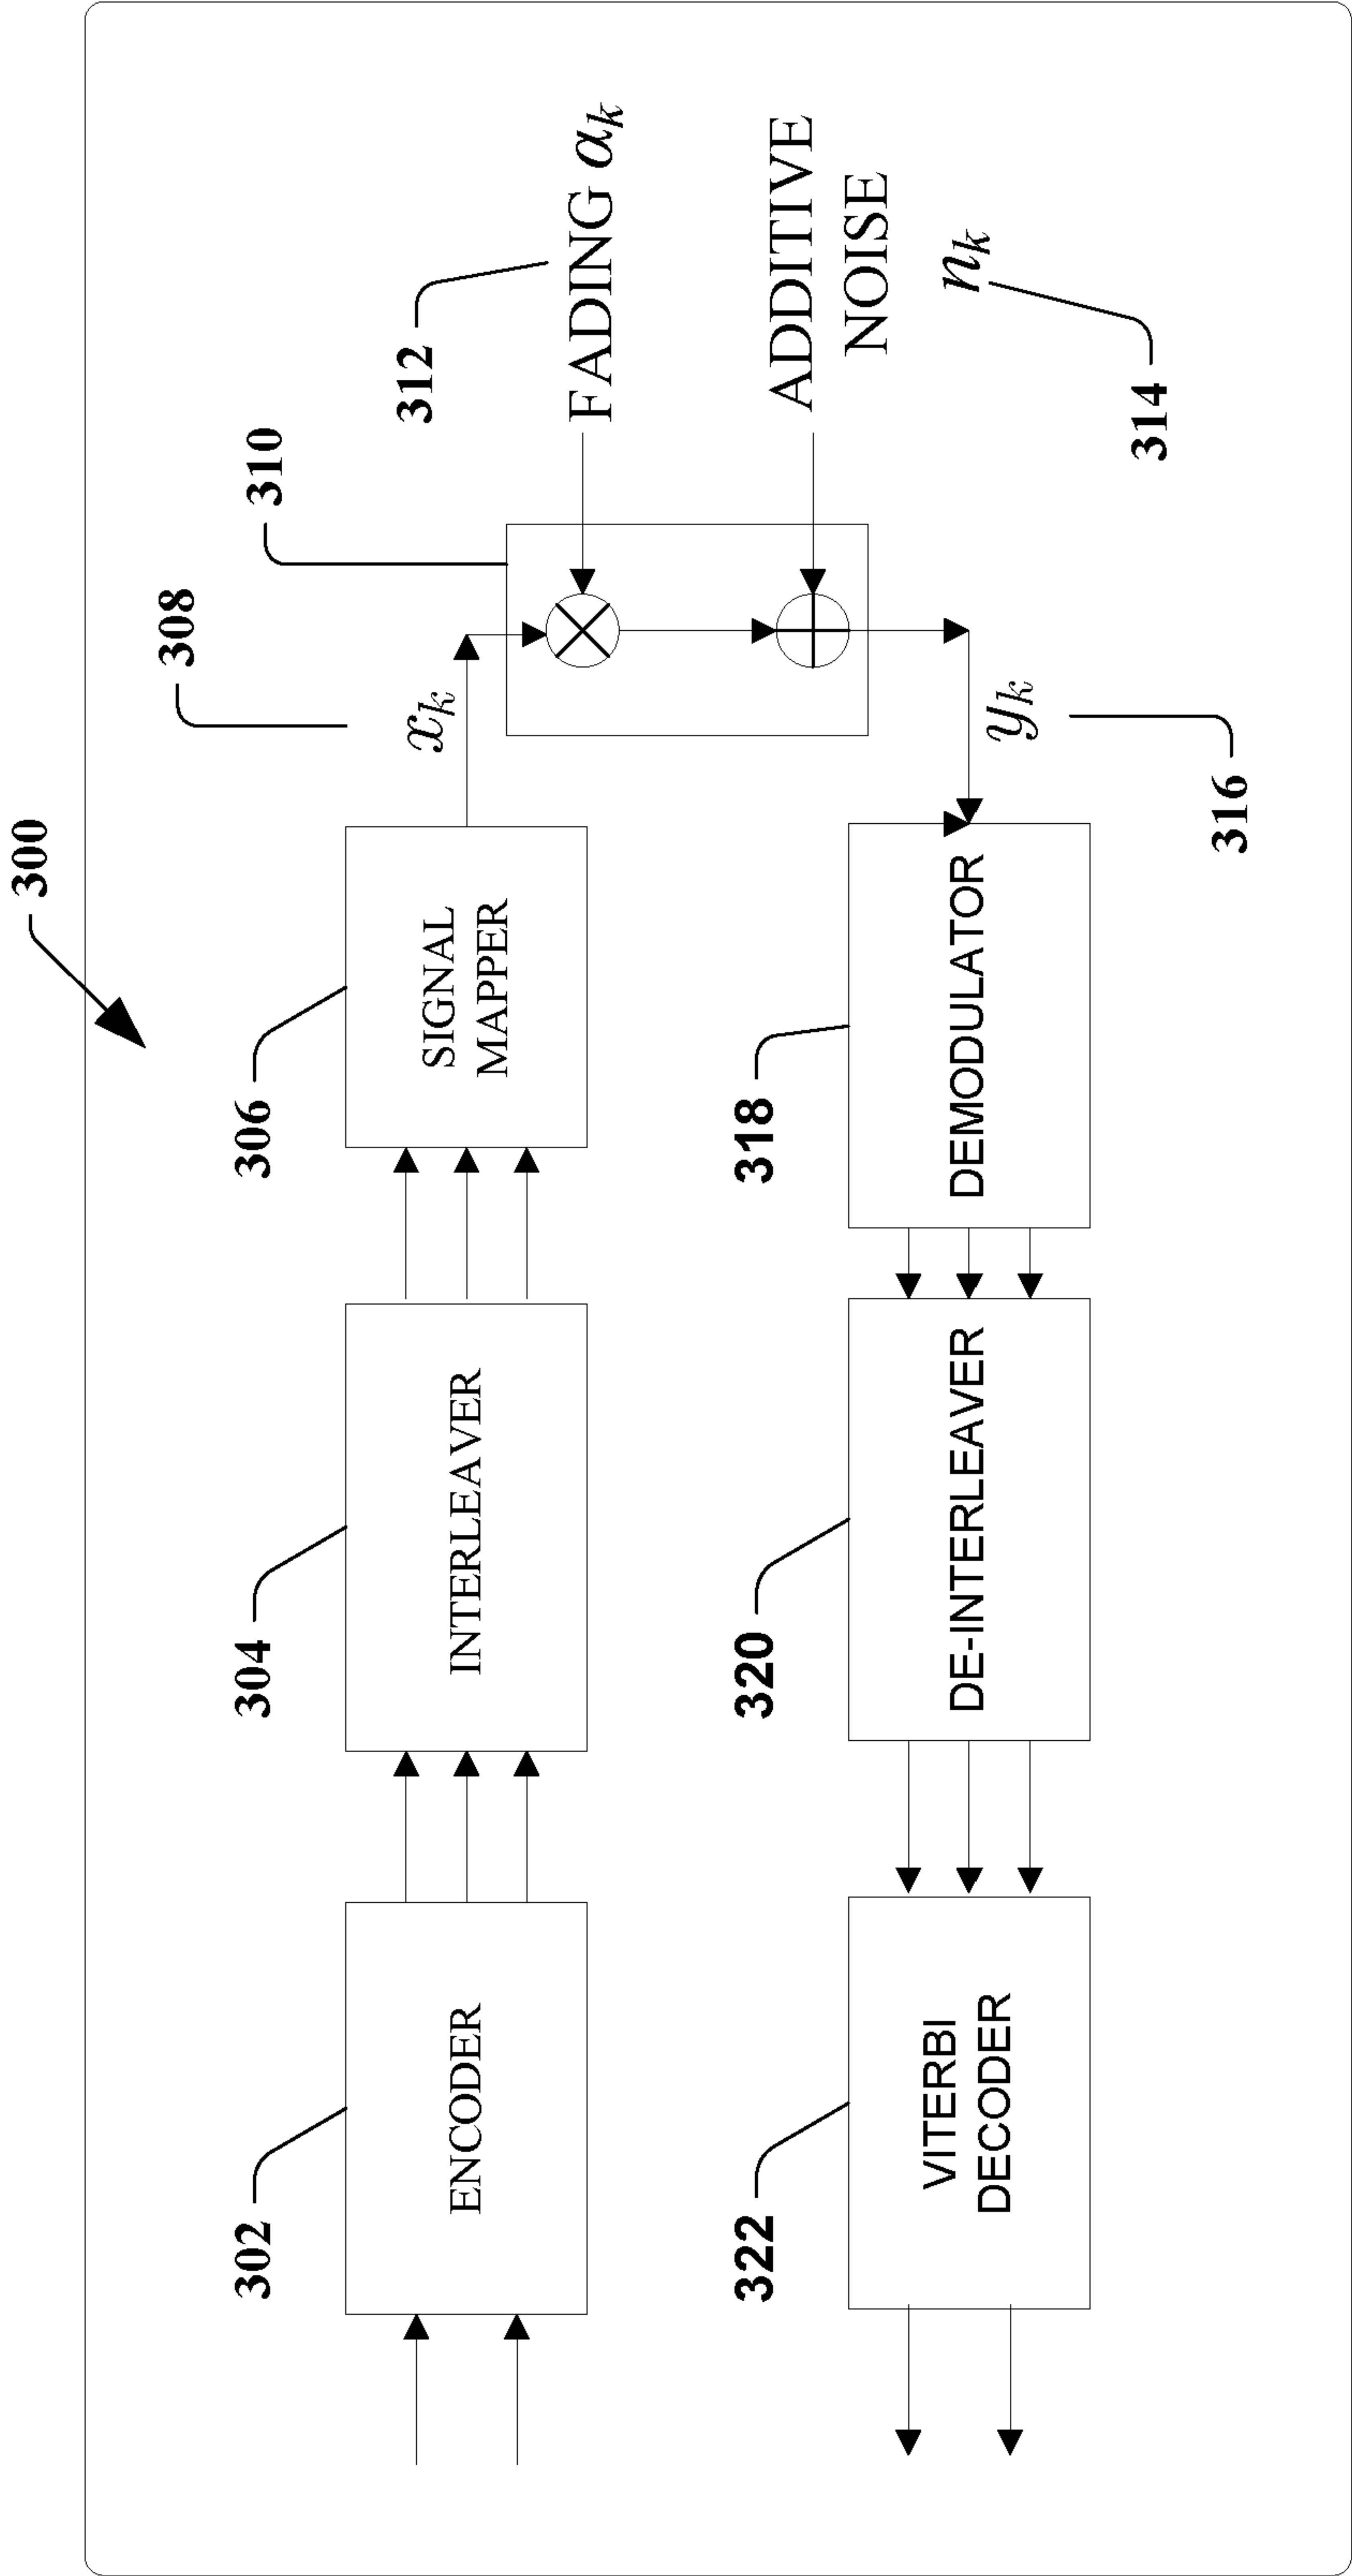 300
308
310
312
302
304
306
x_k
FADING α_k
ENCODER
INTERLEAVER
SIGNAL
MAPPER
ADDITIVE
NOISE
n_k
322
320
318
y_k
314
VITERBI
DECODER
DE-INTERLEAVER
DEMODULATOR
316